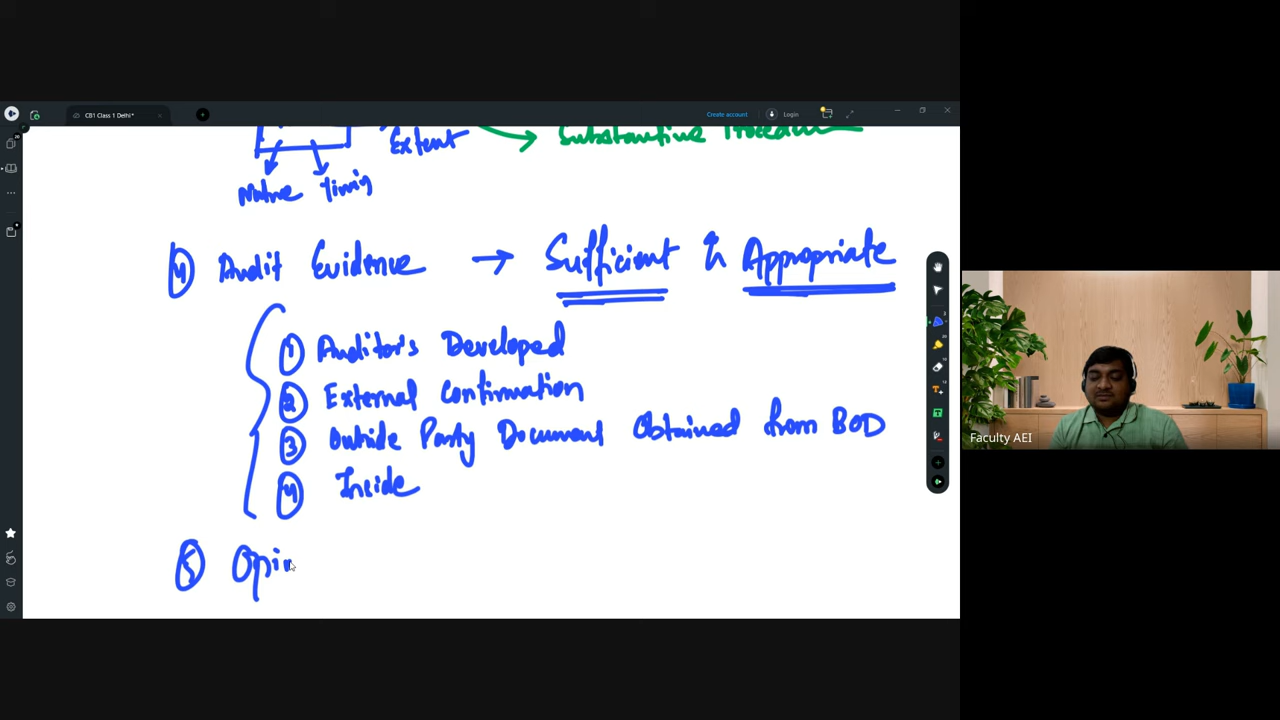 CB1 Class 1 Delhi*
Create account
Login
Extent
Substantive Procedure
Nature Timing
4 Audit Evidence → Sufficient & Appropriate
1 Auditor's Developed
2 External Confirmation
3 Outside Party Document Obtained from BOD
4 Inside
5 Opin
Faculty AEI